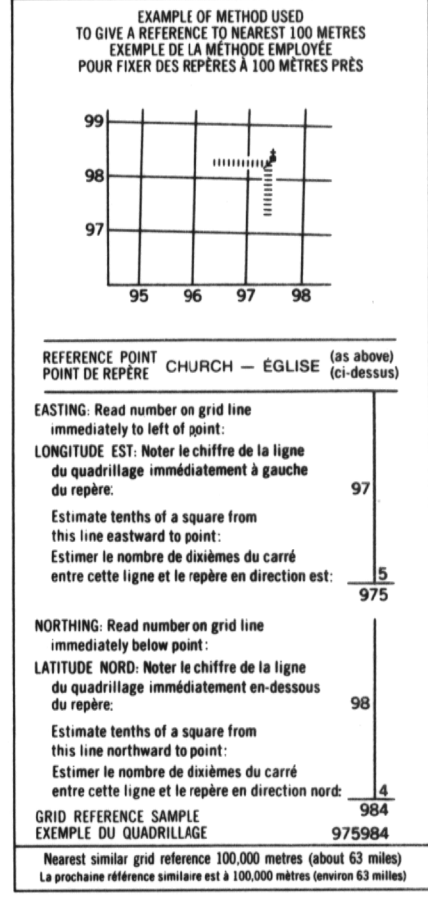 EXAMPLE OF METHOD USED
TO GIVE A REFERENCE TO NEAREST 100 METRES
EXEMPLE DE LA MÉTHODE EMPLOYÉE
POUR FIXER DES REPÈRES À 100 MÈTRES PRÈS
99
98
97
95 96 97 98
REFERENCE POINT
POINT DE REPÈRE CHURCH — ÉGLISE (as above)
(ci-dessus)
EASTING: Read number on grid line
immediately to left of point:
LONGITUDE EST: Noter le chiffre de la ligne
du quadrillage immédiatement à gauche
du repère: 97
Estimate tenths of a square from
this line eastward to point:
Estimer le nombre de dixièmes du carré
entre cette ligne et le repère en direction est: 5
975
NORTHING: Read number on grid line
immediately below point:
LATITUDE NORD: Noter le chiffre de la ligne
du quadrillage immédiatement en-dessous
du repère: 98
Estimate tenths of a square from
this line northward to point:
Estimer le nombre de dixièmes du carré
entre cette ligne et le repère en direction nord: 4
984
GRID REFERENCE SAMPLE
EXEMPLE DU QUADRILLAGE 975984
Nearest similar grid reference 100,000 metres (about 63 miles)
La prochaine référence similaire est à 100,000 mètres (environ 63 milles)